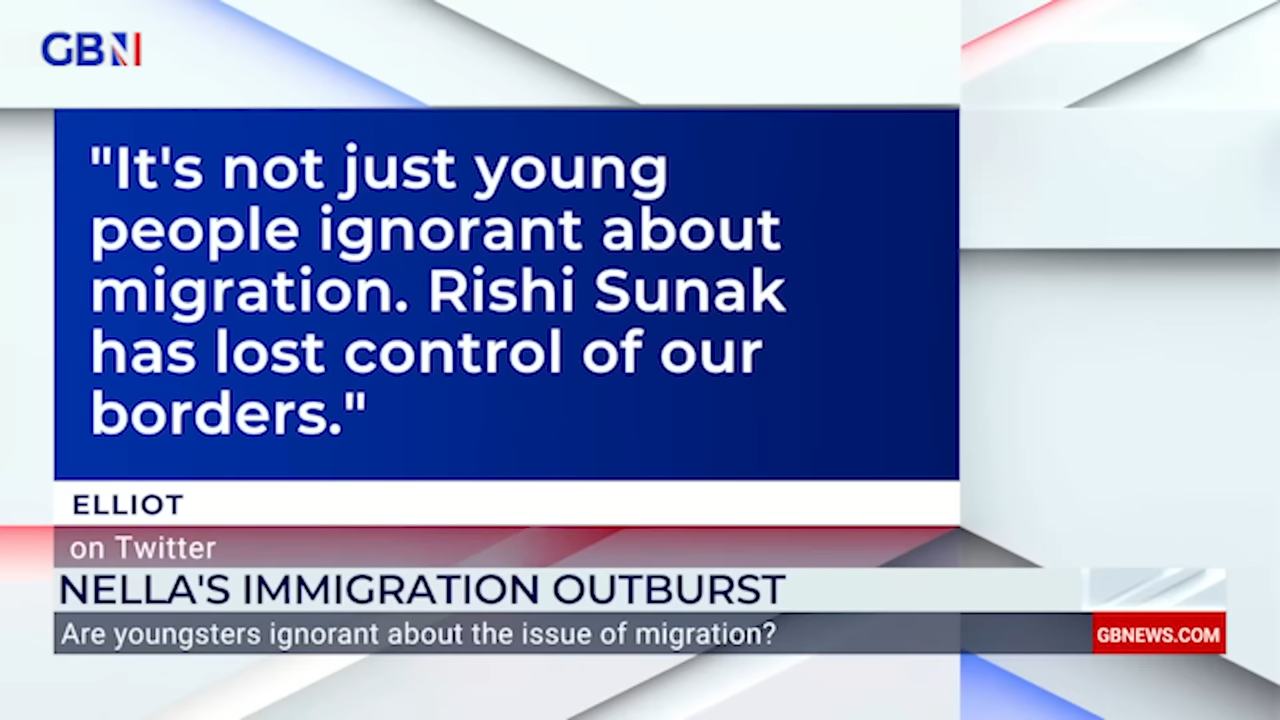 GBN
"It's not just young
people ignorant about
migration. Rishi Sunak
has lost control of our
borders."
ELLIOT
on Twitter
NELLA'S IMMIGRATION OUTBURST
Are youngsters ignorant about the issue of migration?
GBNEWS.COM